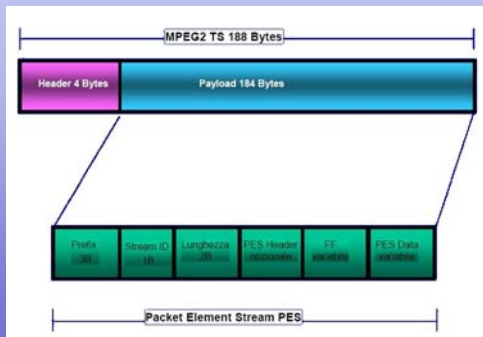 MPEG2 TS 188 Bytes
Header 4 Bytes
Payload 184 Bytes
Prefix
3B
Stream ID
1B
Lunghezza
2B
PES Header
opzionale
FF
variabile
PES Data
variabile
Packet Element Stream PES